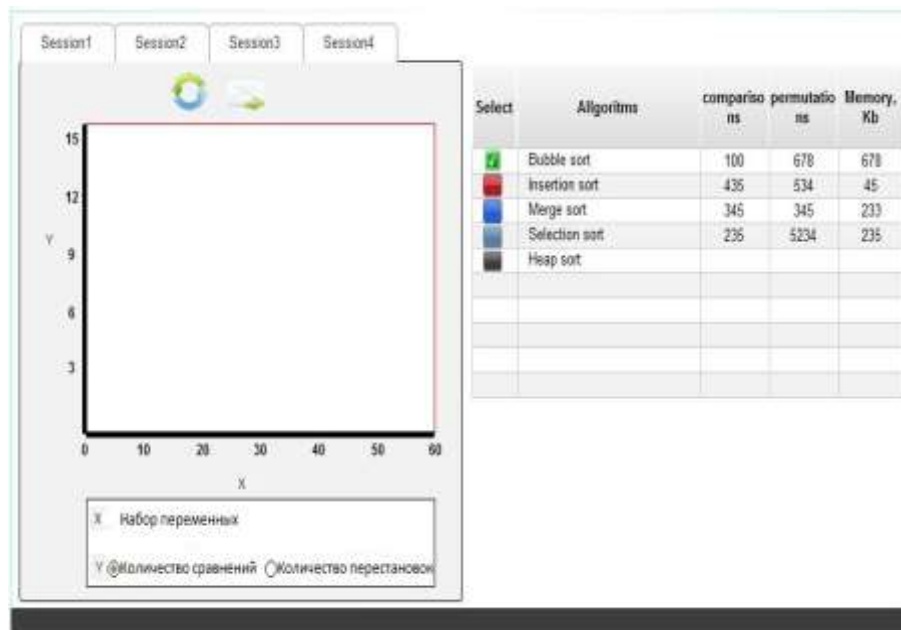 Session1 Session2 Session3 Session4
15
12
Y
9
6
3
0 10 20 30 40 50 60
X
X Набор переменных
Y Количество сравнений Количество перестановок
Select Allgoritms compariso permutatio Memory,
ns ns Kb
Bubble sort 100 678 678
Insertion sort 435 534 45
Merge sort 345 345 233
Selection sort 235 5234 235
Heap sort